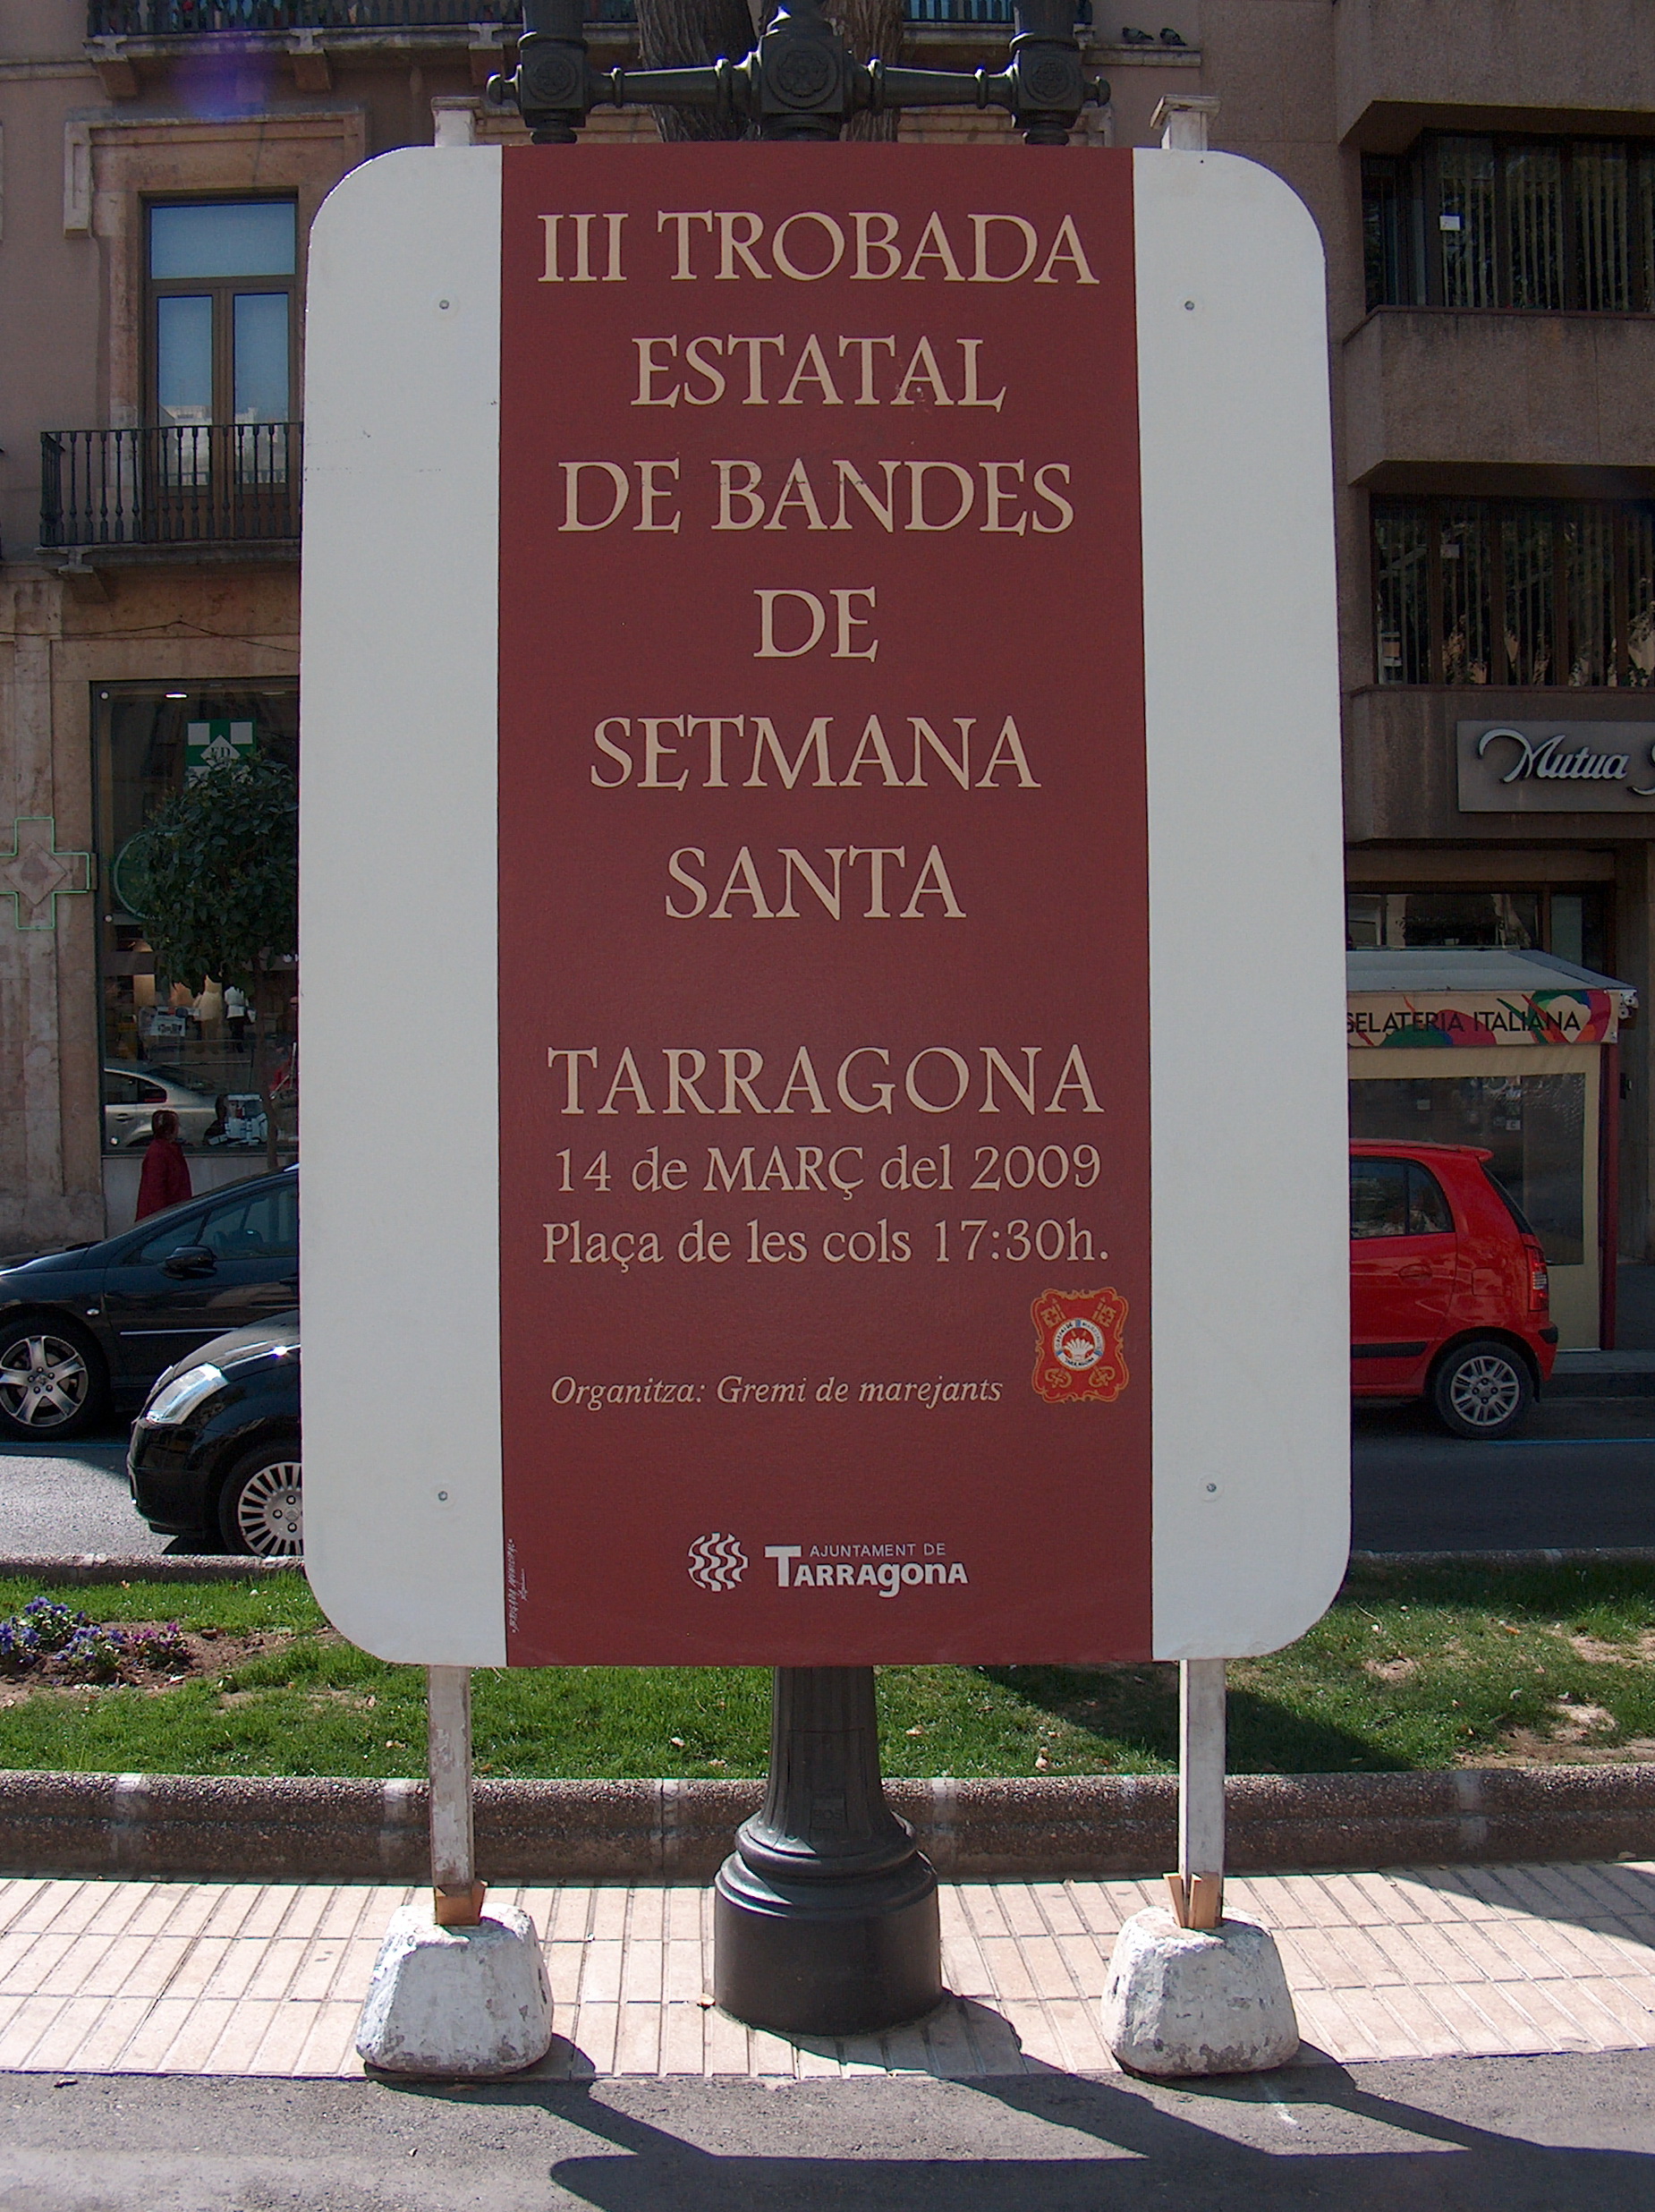 III TROBADA
ESTATAL
DE BANDES
DE
SETMANA
SANTA
TARRAGONA
14 de MARÇ del 2009
Plaça de les cols 17:30h.
Organitza: Gremi de marejants
AJUNTAMENT DE
TARRAGONA
Mutua
GELATERIA ITALIANA